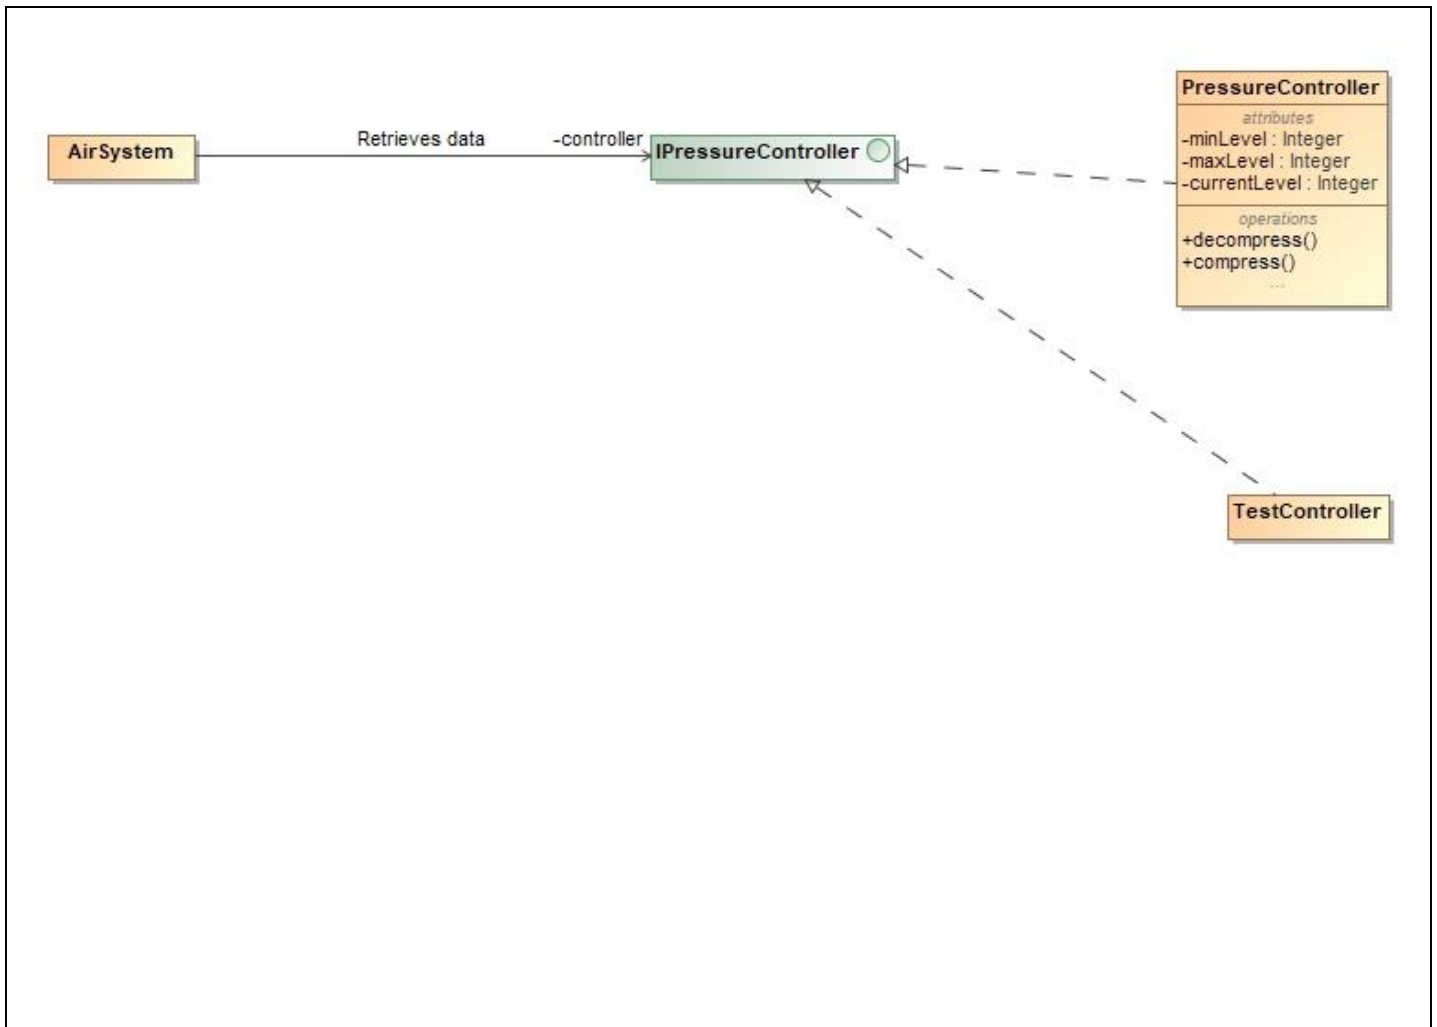 AirSystem
Retrieves data
-controller
IPressureController
PressureController
attributes
-minLevel : Integer
-maxLevel : Integer
-currentLevel : Integer
operations
+decompress()
+compress()
...
TestController